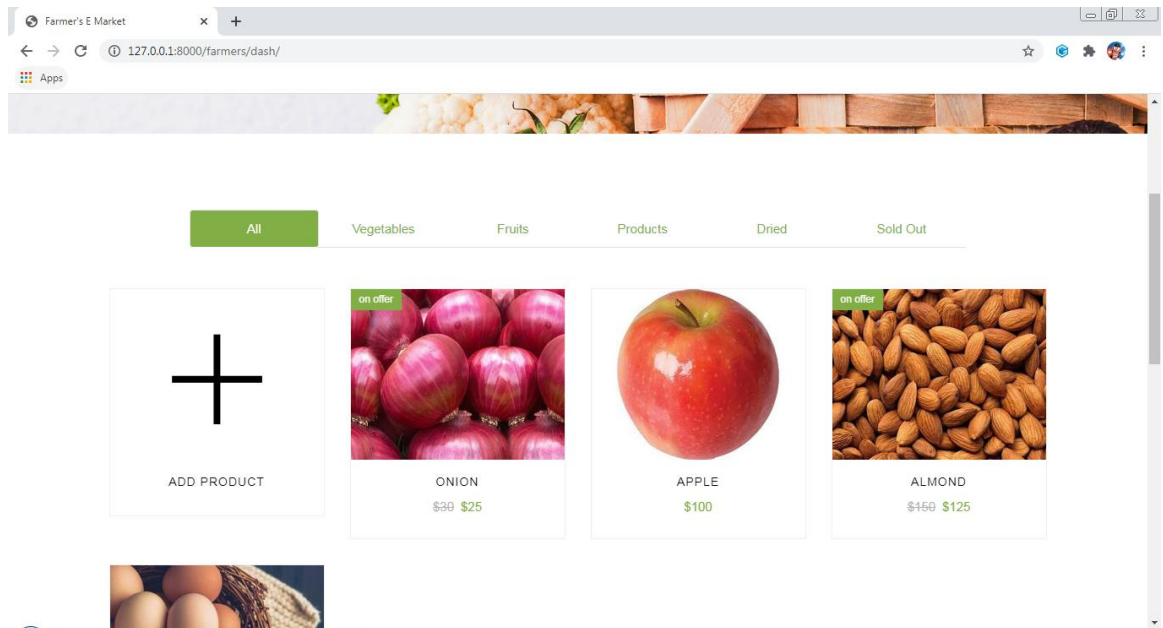 Farmer's E Market
127.0.0.1:8000/farmers/dash/
Apps
All Vegetables Fruits Products Dried Sold Out
on offer
on offer
ADD PRODUCT
ONION
$30 $25
APPLE
$100
ALMOND
$150 $125